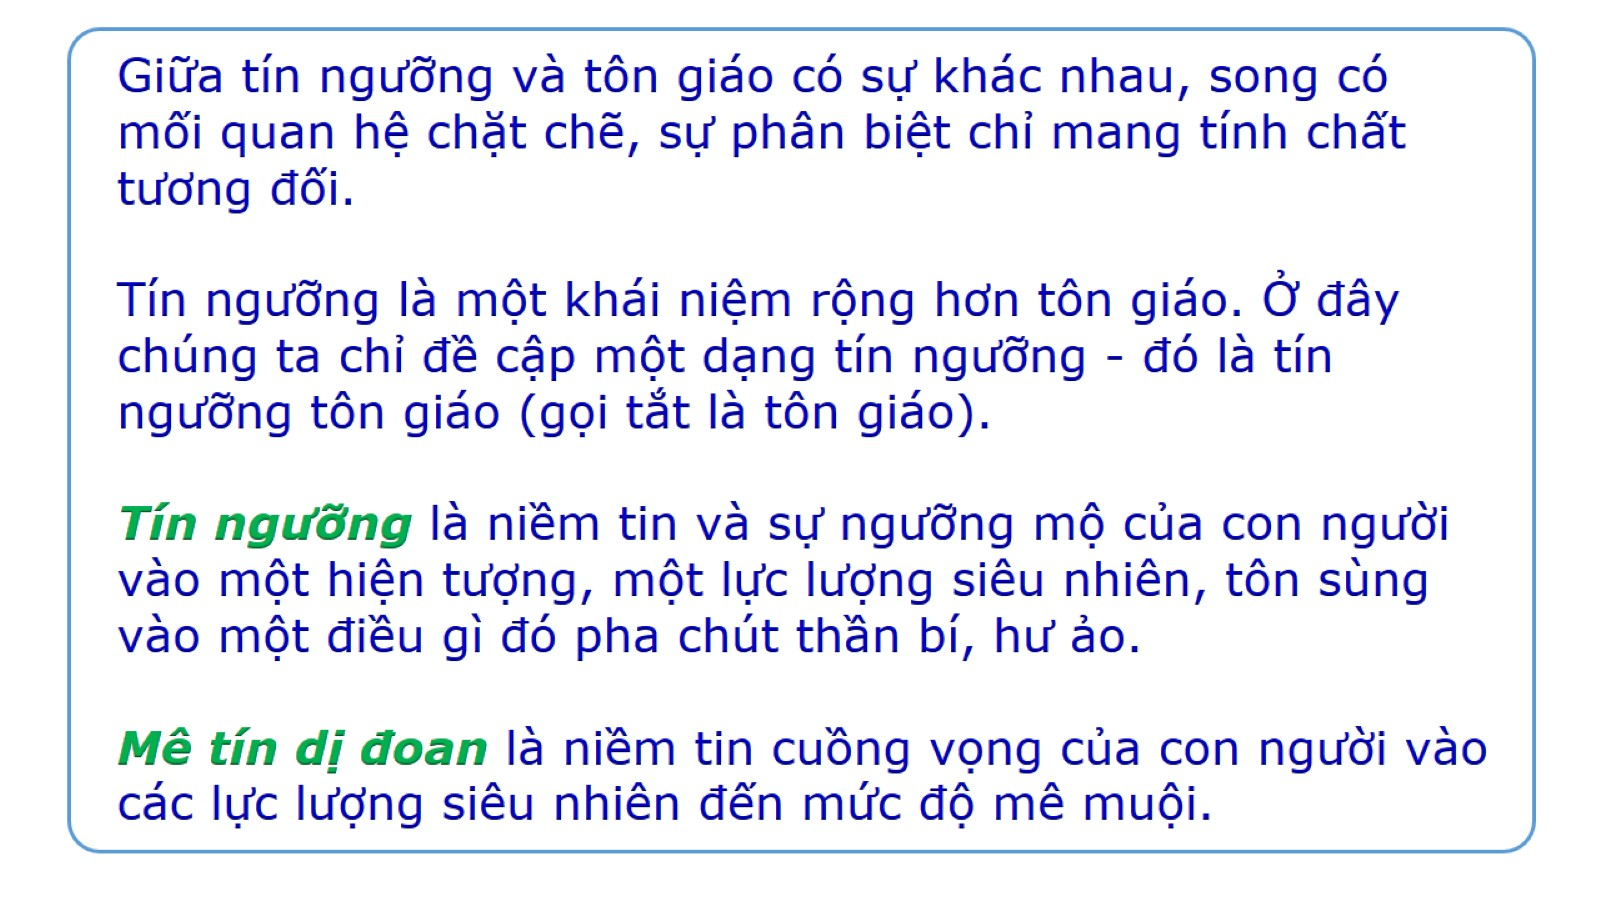 Giữa tín ngưỡng và tôn giáo có sự khác nhau, song có
mối quan hệ chặt chẽ, sự phân biệt chỉ mang tính chất
tương đối.
Tín ngưỡng là một khái niệm rộng hơn tôn giáo. Ở đây
chúng ta chỉ đề cập một dạng tín ngưỡng - đó là tín
ngưỡng tôn giáo (gọi tắt là tôn giáo).
Tín ngưỡng là niềm tin và sự ngưỡng mộ của con người
vào một hiện tượng, một lực lượng siêu nhiên, tôn sùng
vào một điều gì đó pha chút thần bí, hư ảo.
Mê tín dị đoan là niềm tin cuồng vọng của con người vào
các lực lượng siêu nhiên đến mức độ mê muội.